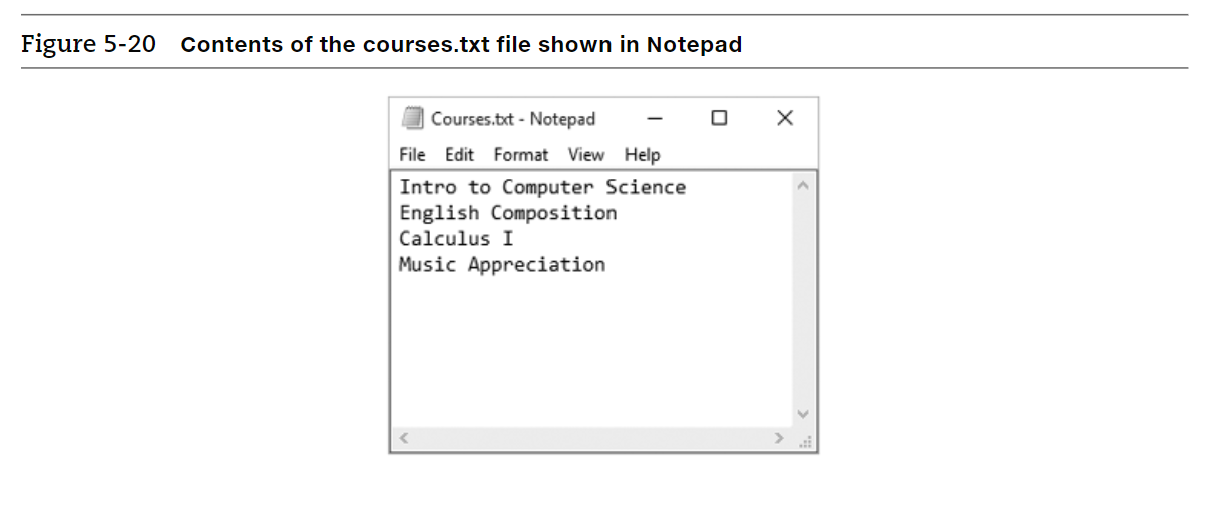 Figure 5-20 Contents of the courses.txt file shown in Notepad
Courses.txt - Notepad
File Edit Format View Help
Intro to Computer Science
English Composition
Calculus I
Music Appreciation